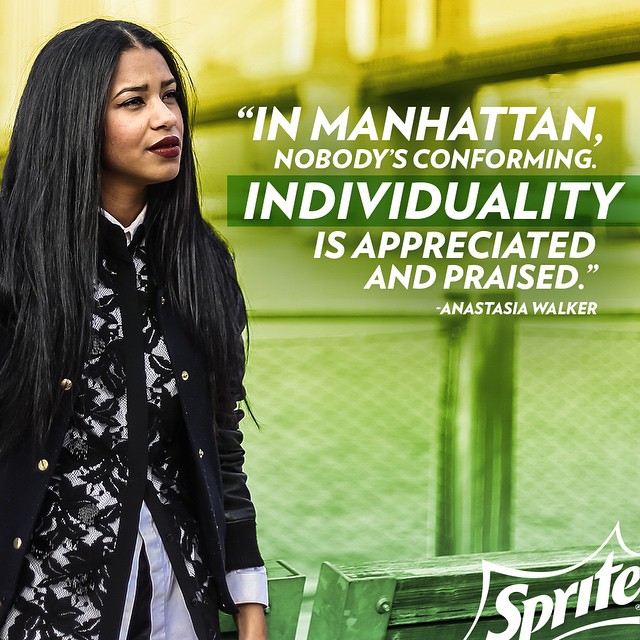 “IN MANHATTAN,
NOBODY’S CONFORMING.
INDIVIDUALITY
IS APPRECIATED
AND PRAISED.”
-ANASTASIA WALKER
Sprite